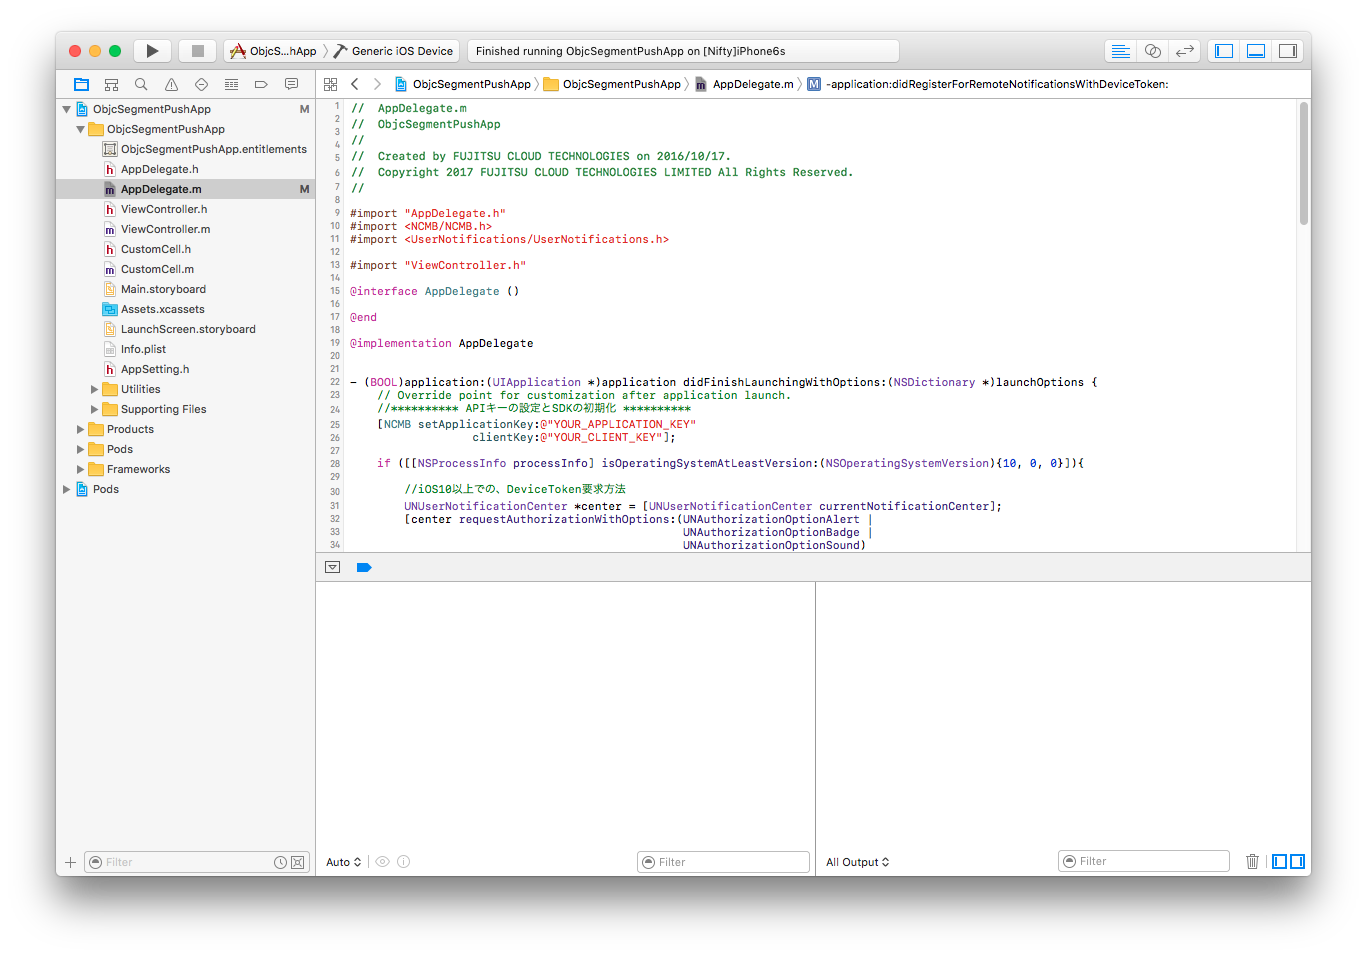 ObjcS...hApp 〉 Generic iOS Device
Finished running ObjcSegmentPushApp on [Nifty]iPhone6s
ObjcSegmentPushApp 〉 ObjcSegmentPushApp 〉 AppDelegate.m 〉 M -application:didRegisterForRemoteNotificationsWithDeviceToken:
ObjcSegmentPushApp M
ObjcSegmentPushApp
ObjcSegmentPushApp.entitlements
h AppDelegate.h
m AppDelegate.m M
h ViewController.h
m ViewController.m
h CustomCell.h
m CustomCell.m
Main.storyboard
Assets.xcassets
LaunchScreen.storyboard
Info.plist
h AppSetting.h
Utilities
Supporting Files
Products
Pods
Frameworks
Pods
Filter
1 //  AppDelegate.m
2 //  ObjcSegmentPushApp
3 //
4
5 //  Created by FUJITSU CLOUD TECHNOLOGIES on 2016/10/17.
6 //  Copyright 2017 FUJITSU CLOUD TECHNOLOGIES LIMITED All Rights Reserved.
7 //
8
9 #import "AppDelegate.h"
10 #import <NCMB/NCMB.h>
11 #import <UserNotifications/UserNotifications.h>
12
13 #import "ViewController.h"
14
15 @interface AppDelegate ()
16
17 @end
18
19 @implementation AppDelegate
20
21
22 - (BOOL)application:(UIApplication *)application didFinishLaunchingWithOptions:(NSDictionary *)launchOptions {
23     // Override point for customization after application launch.
24     //********** APIキーの設定とSDKの初期化 **********
25     [NCMB setApplicationKey:@"YOUR_APPLICATION_KEY"
26                   clientKey:@"YOUR_CLIENT_KEY"];
27
28     if ([[NSProcessInfo processInfo] isOperatingSystemAtLeastVersion:(NSOperatingSystemVersion){10, 0, 0}]){
29
30         //iOS10以上での、DeviceToken要求方法
31         UNUserNotificationCenter *center = [UNUserNotificationCenter currentNotificationCenter];
32         [center requestAuthorizationWithOptions:(UNAuthorizationOptionAlert |
33                                                  UNAuthorizationOptionBadge |
34                                                  UNAuthorizationOptionSound)
Auto
Filter
All Output
Filter